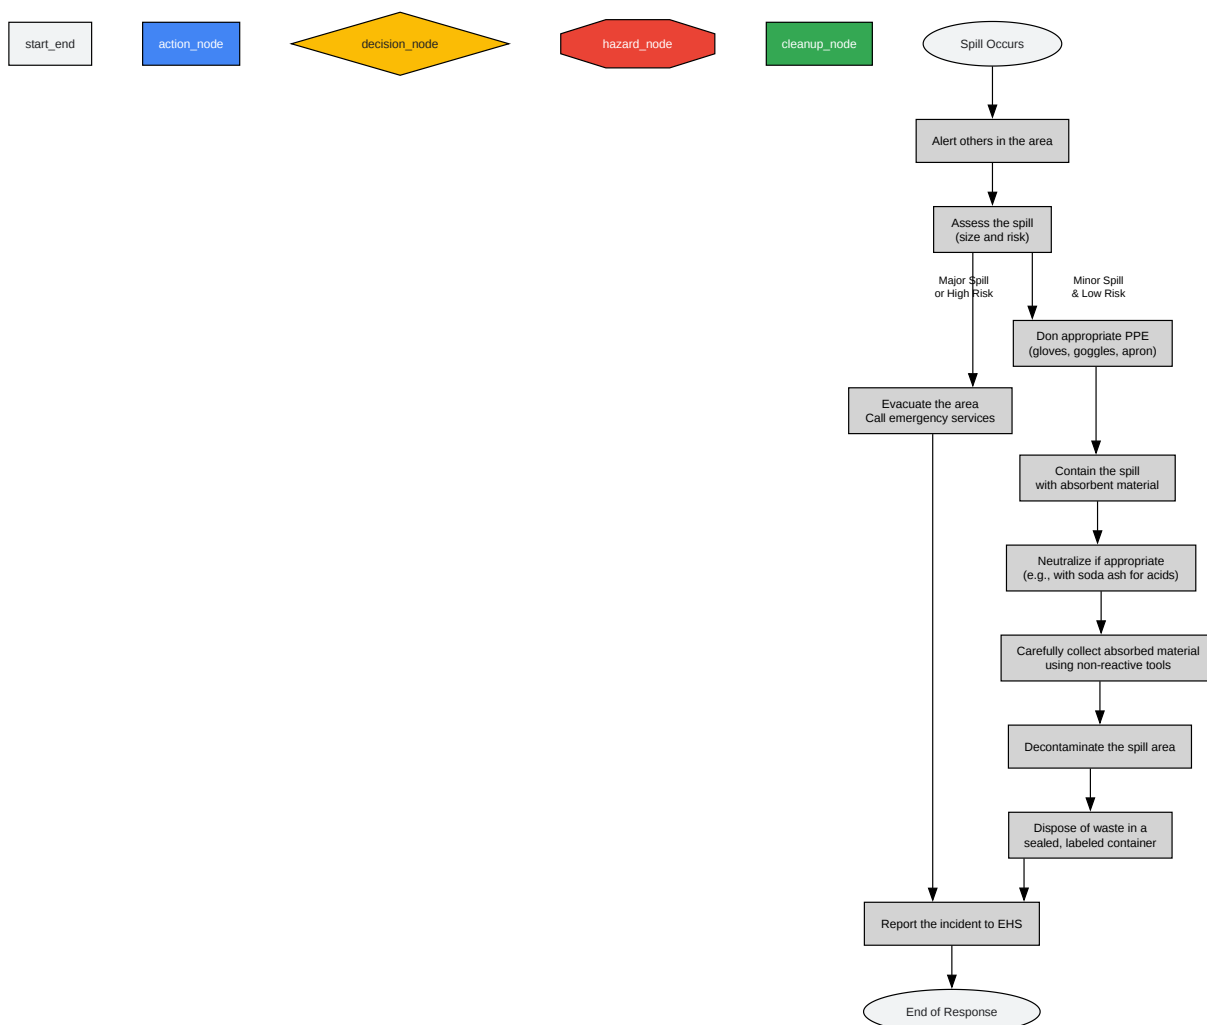 start_end
action_node
decision_node
hazard_node
cleanup_node
Spill Occurs
Alert others in the area
Assess the spill
(size and risk)
Major Spill
or High Risk
Minor Spill
& Low Risk
Don appropriate PPE
(gloves, goggles, apron)
Evacuate the area
Call emergency services
Contain the spill
with absorbent material
Neutralize if appropriate
(e.g., with soda ash for acids)
Carefully collect absorbed material
using non-reactive tools
Decontaminate the spill area
Dispose of waste in a
sealed, labeled container
Report the incident to EHS
End of Response